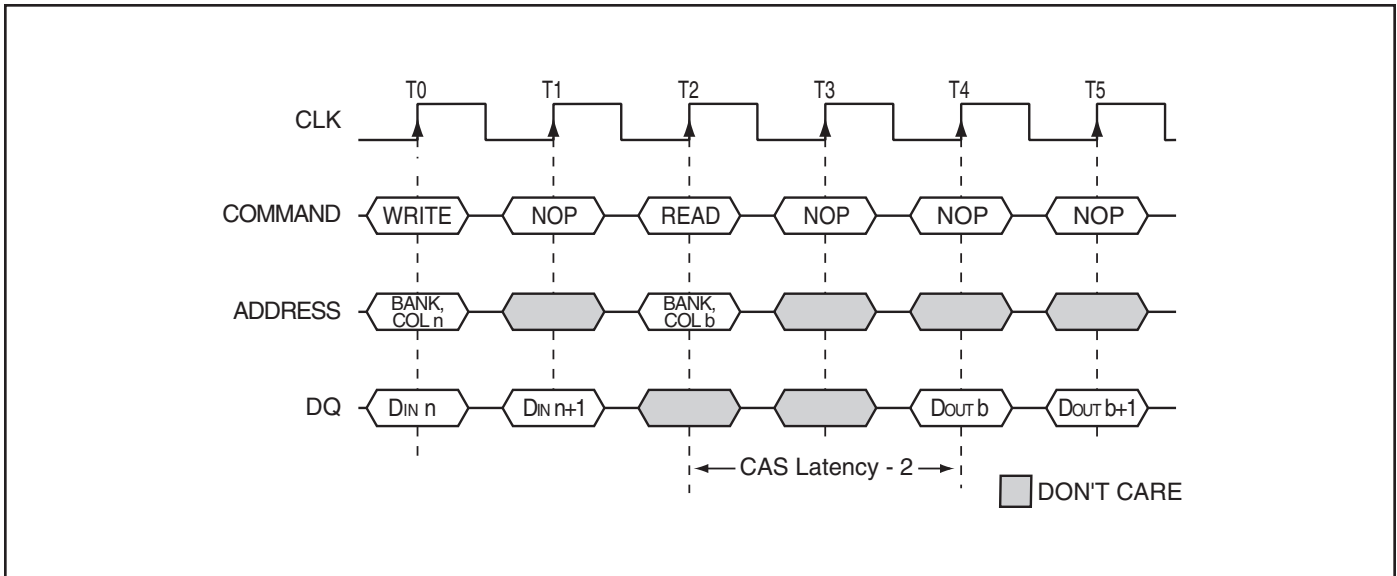 T0 T1 T2 T3 T4 T5
CLK
COMMAND WRITE NOP READ NOP NOP NOP
ADDRESS BANK, COL n BANK, COL b
DQ DIN n DIN n+1 DOUT b DOUT b+1
CAS Latency - 2
DON'T CARE